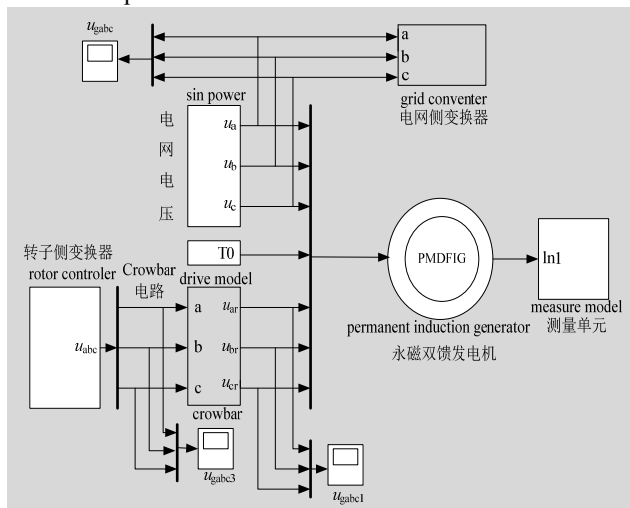 ugabc
a
b
c
grid conventer
电网侧变换器
sin power
电网电压
ua
ub
uc
T0
转子侧变换器
rotor controler
Crowbar
电路
drive model
uabc
a
b
c
uar
ubr
ucr
crowbar
PMDFIG
permanent induction generator
永磁双馈发电机
In1
measure model
测量单元
ugabc3
ugabc1